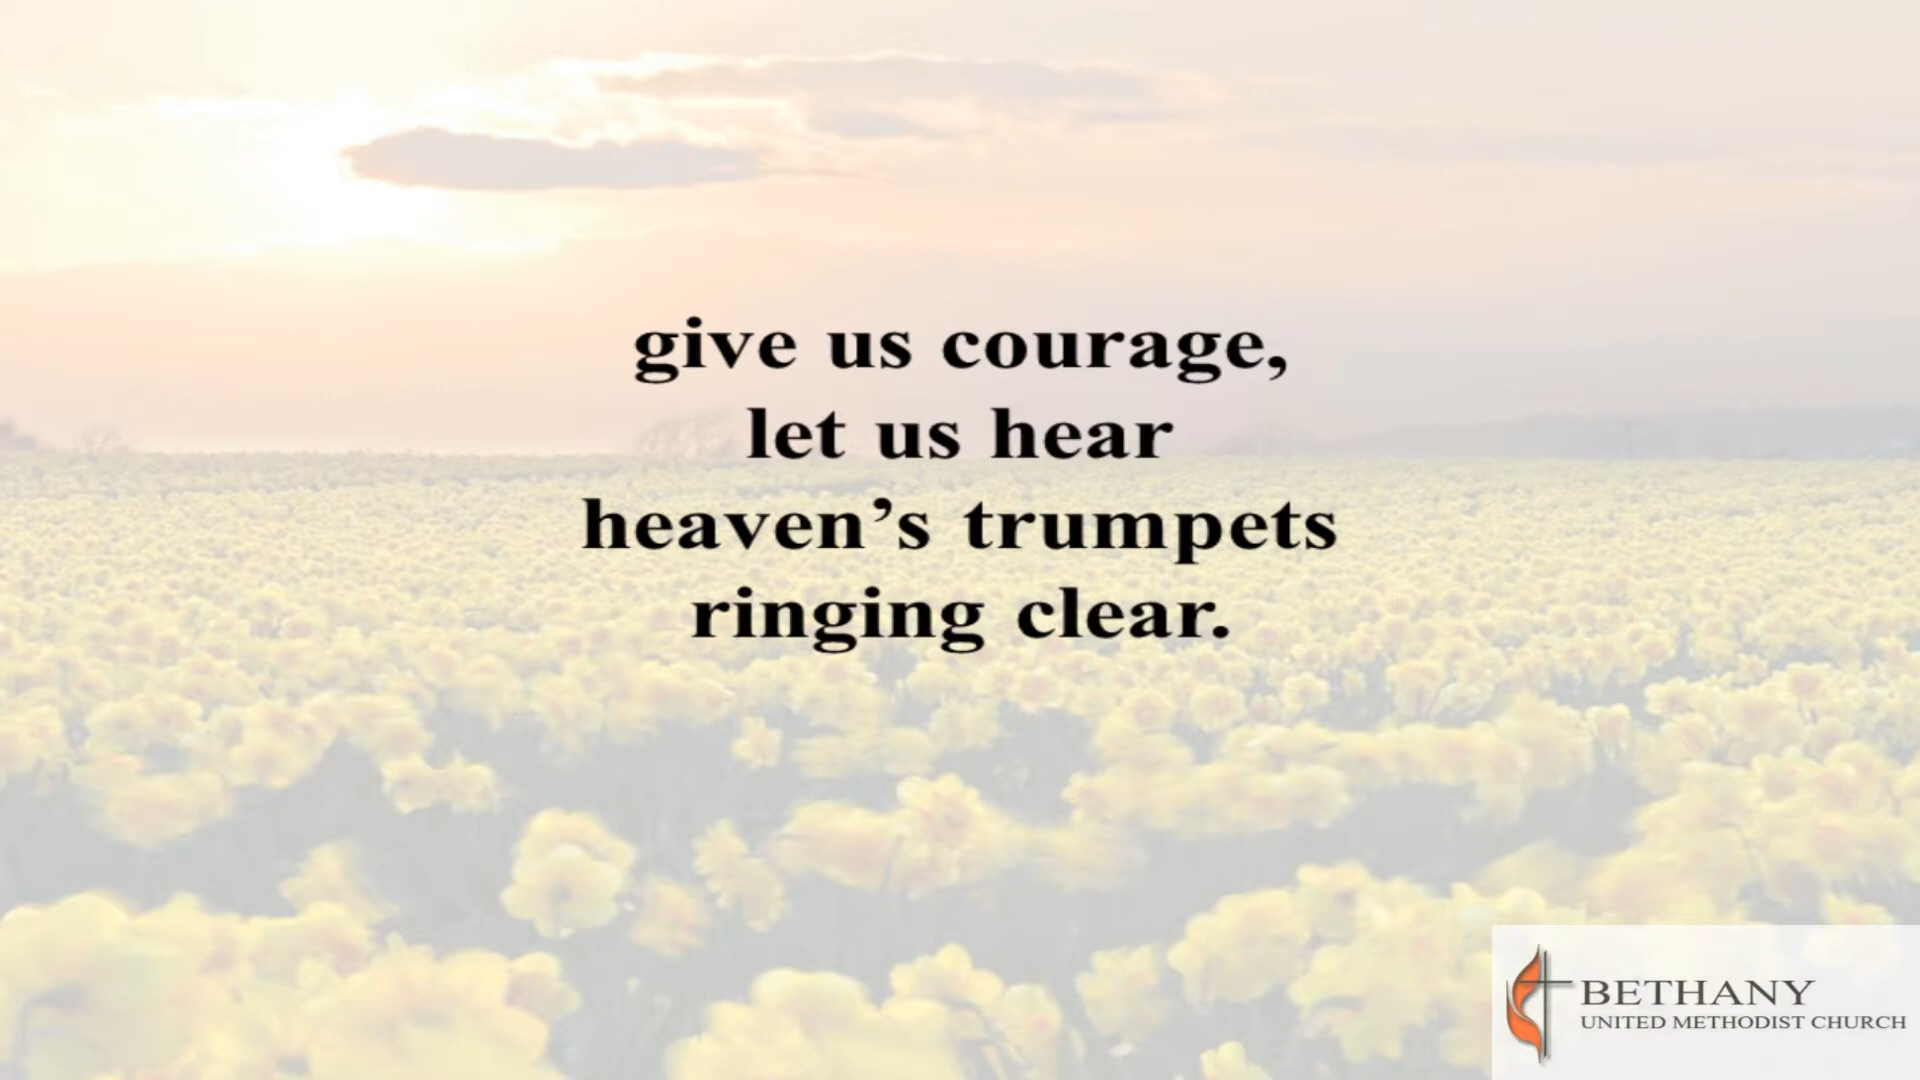 give us courage,
let us hear
heaven’s trumpets
ringing clear.
BETHANY
UNITED METHODIST CHURCH